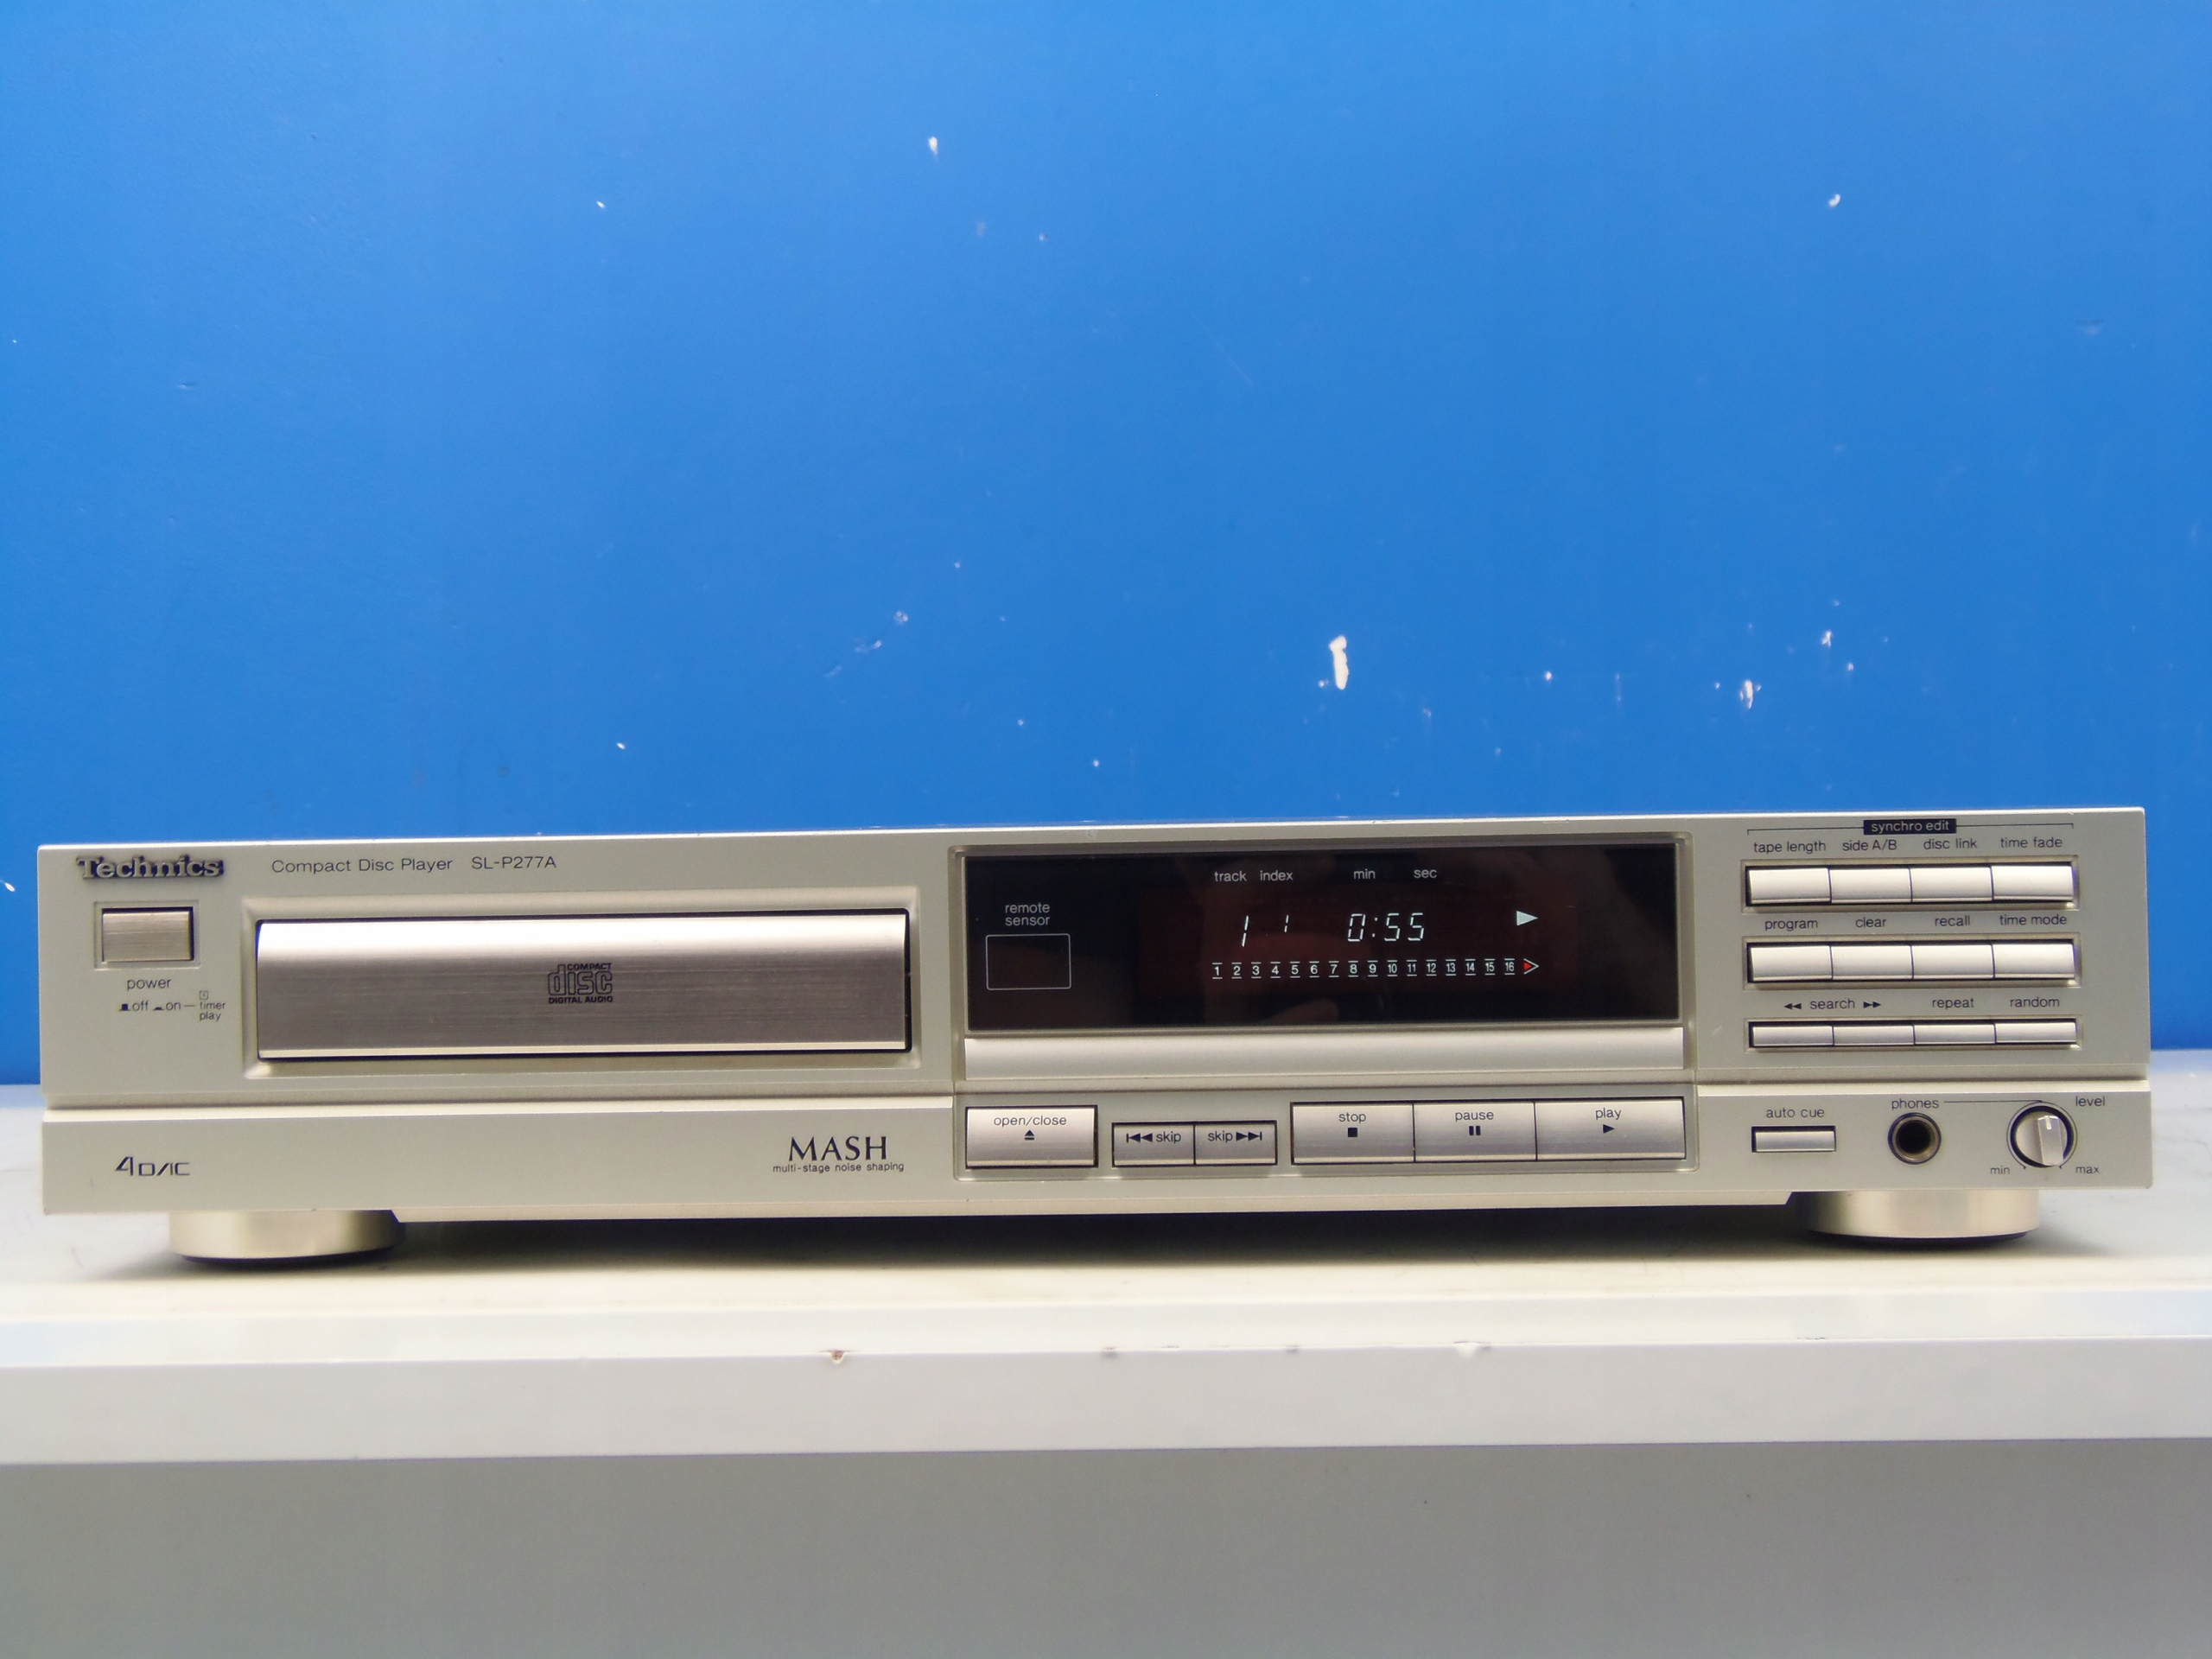 Technics
Compact Disc Player SL-P277A
power
off on timer
play
COMPACT
disc
DIGITAL AUDIO
4 D/AC
MASH
multi-stage noise shaping
remote
sensor
track index min sec
1 1 0:55
1 2 3 4 5 6 7 8 9 10 11 12 13 14 15 16
open/close
skip skip
stop pause play
synchro edit
tape length side A/B disc link time fade
program clear recall time mode
search repeat random
auto cue phones level
min max